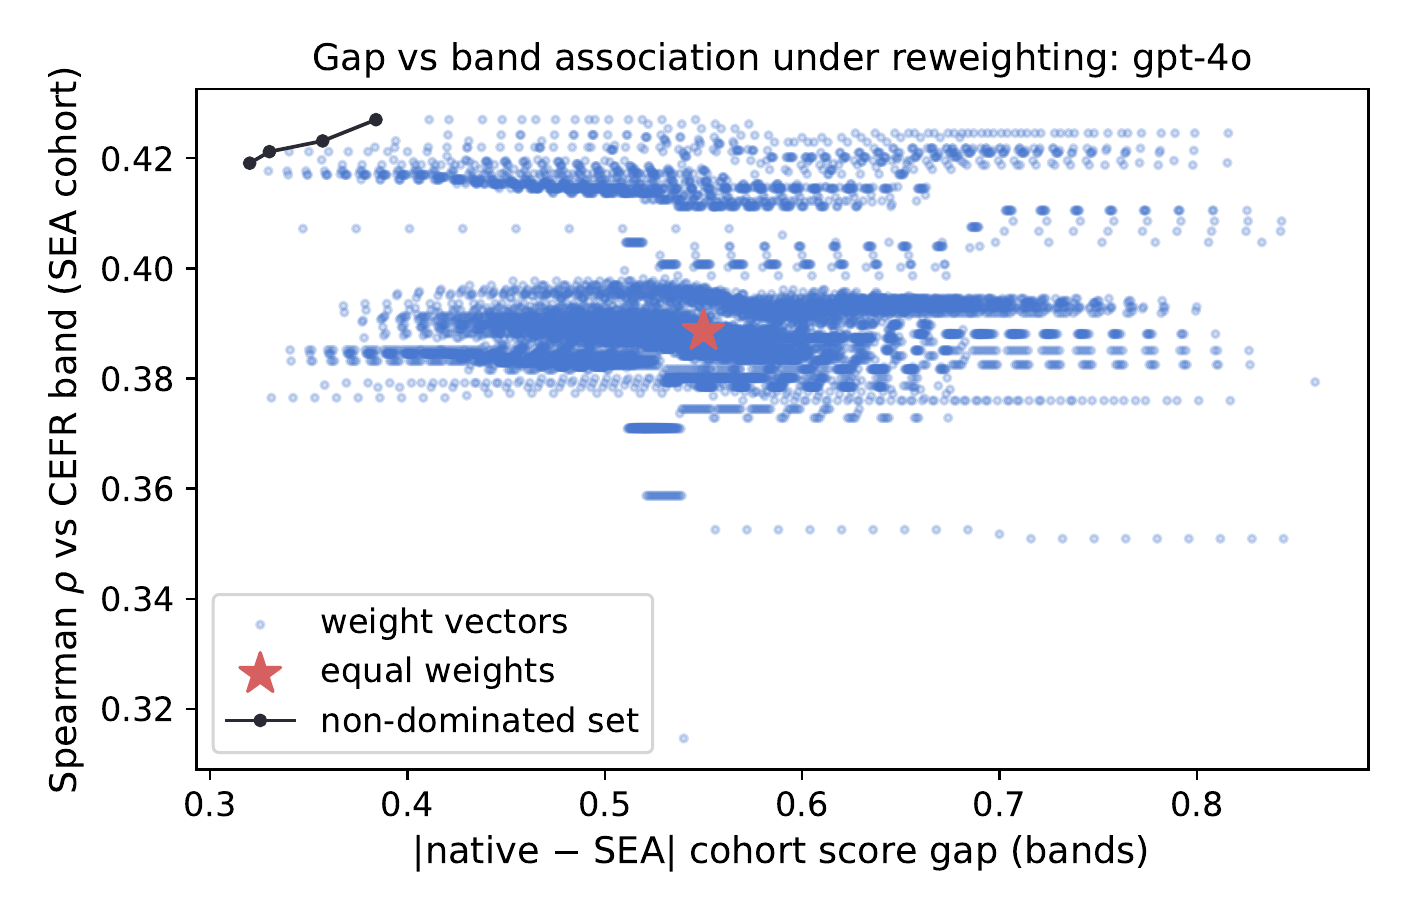 Gap vs band association under reweighting: gpt-4o
Spearman ρ vs CEFR band (SEA cohort)
0.42
0.40
0.38
0.36
0.34
0.32
weight vectors
equal weights
non-dominated set
0.3 0.4 0.5 0.6 0.7 0.8
|native − SEA| cohort score gap (bands)